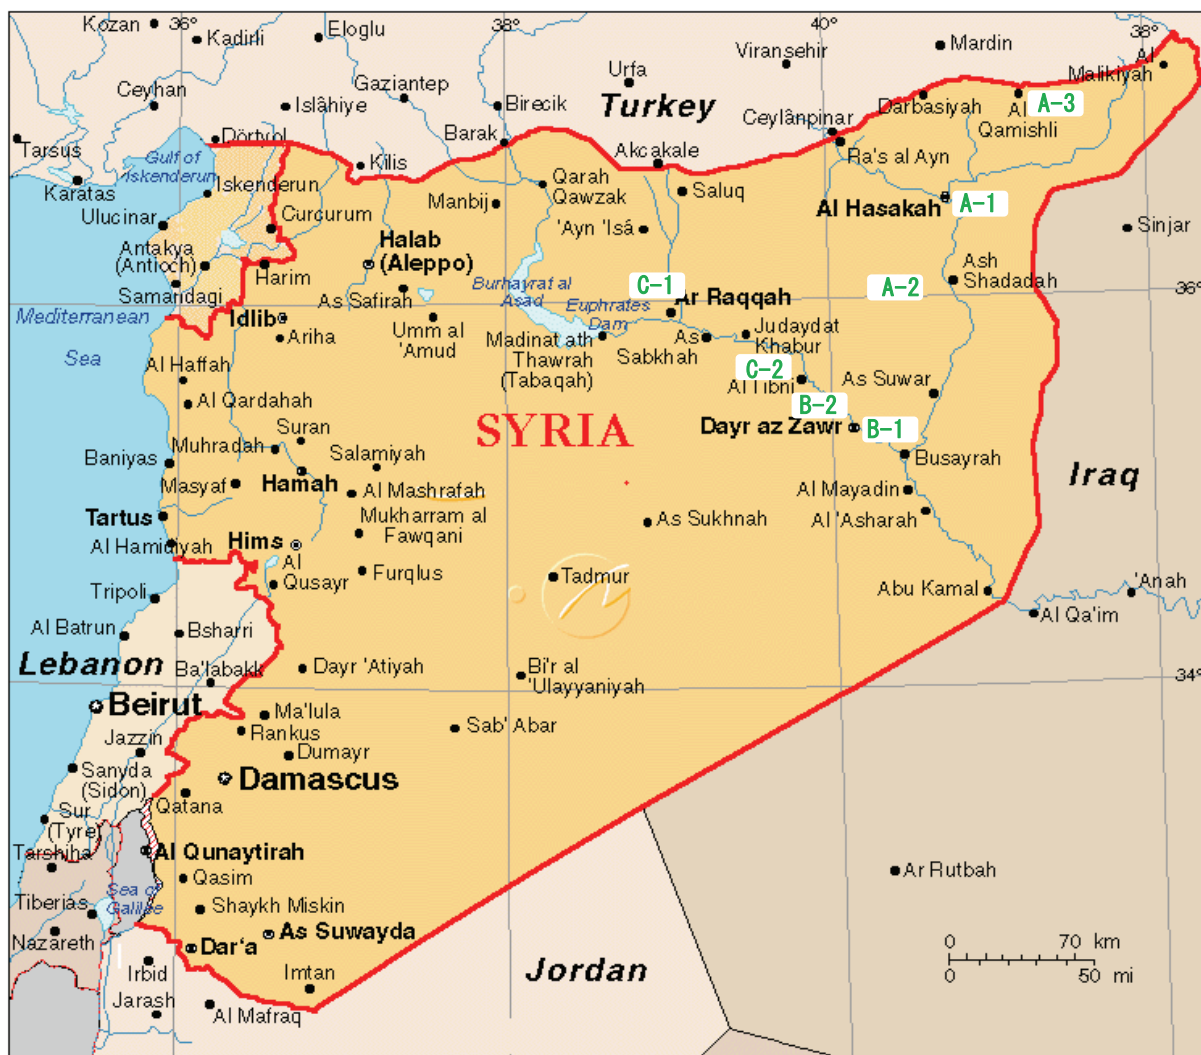 36°
38°
40°
38°
Kozan
Kadirli
Eloglu
Viranşehir
Mardin
Al
Malikiyah
Ceyhan
Islâhiye
Gaziantep
Birecik
Urfa
Turkey
Darbasiyah
Al
Qamishli
A-3
Ceylânpinar
Tarsus
Dörtyol
Barak
Kilis
Akcakale
Ra's al Ayn
Gulf of
Iskenderun
Karatas
Iskenderun
Qarah
Qawzak
Saluq
Manbij
Al Hasakah
A-1
Ulucinar
Curcurum
'Ayn 'Isá
Sinjar
Antakya
(Antioch)
Halab
(Aleppo)
Harim
Samandagi
As Safirah
Burhayraf al
Asad
C-1
Ar Raqqah
A-2
Ash
Shadadah
36°
Mediterranean
Sea
Idlib
Ariha
Umm al
'Amud
Euphrates
Dam
Madinat ath
Thawrah
(Tabaqah)
As
Sabkhah
Judaydat
Khabur
Al Haffah
C-2
Al Tibni
As Suwar
Al Qardahah
B-2
SYRIA
Suran
Dayr az Zawr
B-1
Muhradah
Salamiyah
Baniyas
Busayrah
Iraq
Masyaf
Hamah
Al Mashrafah
Al Mayadin
Tartus
Mukharram al
Fawqani
As Sukhnah
Al 'Asharah
Al Hamidiyah
Hims
Al
Qusayr
Furqlus
Tadmur
Abu Kamal
'Anah
Tripoli
Al Qa'im
Al Batrun
Bsharri
Lebanon
Ba'labakk
Dayr 'Atiyah
Bi'r al
'Ulayyaniyah
34°
Beirut
Ma'lula
Rankus
Sab' Abar
Jazzin
Dumayr
Sanyda
(Sidon)
Damascus
Qatana
Sur
(Tyre)
Tarshiha
Al Qunaytirah
Ar Rutbah
Qasim
Sea of
Galilee
Tiberias
Shaykh Miskin
Nazareth
As Suwayda
Dar'a
Irbid
Imtan
Jordan
0 70 km
0 50 mi
Jarash
Al Mafraq